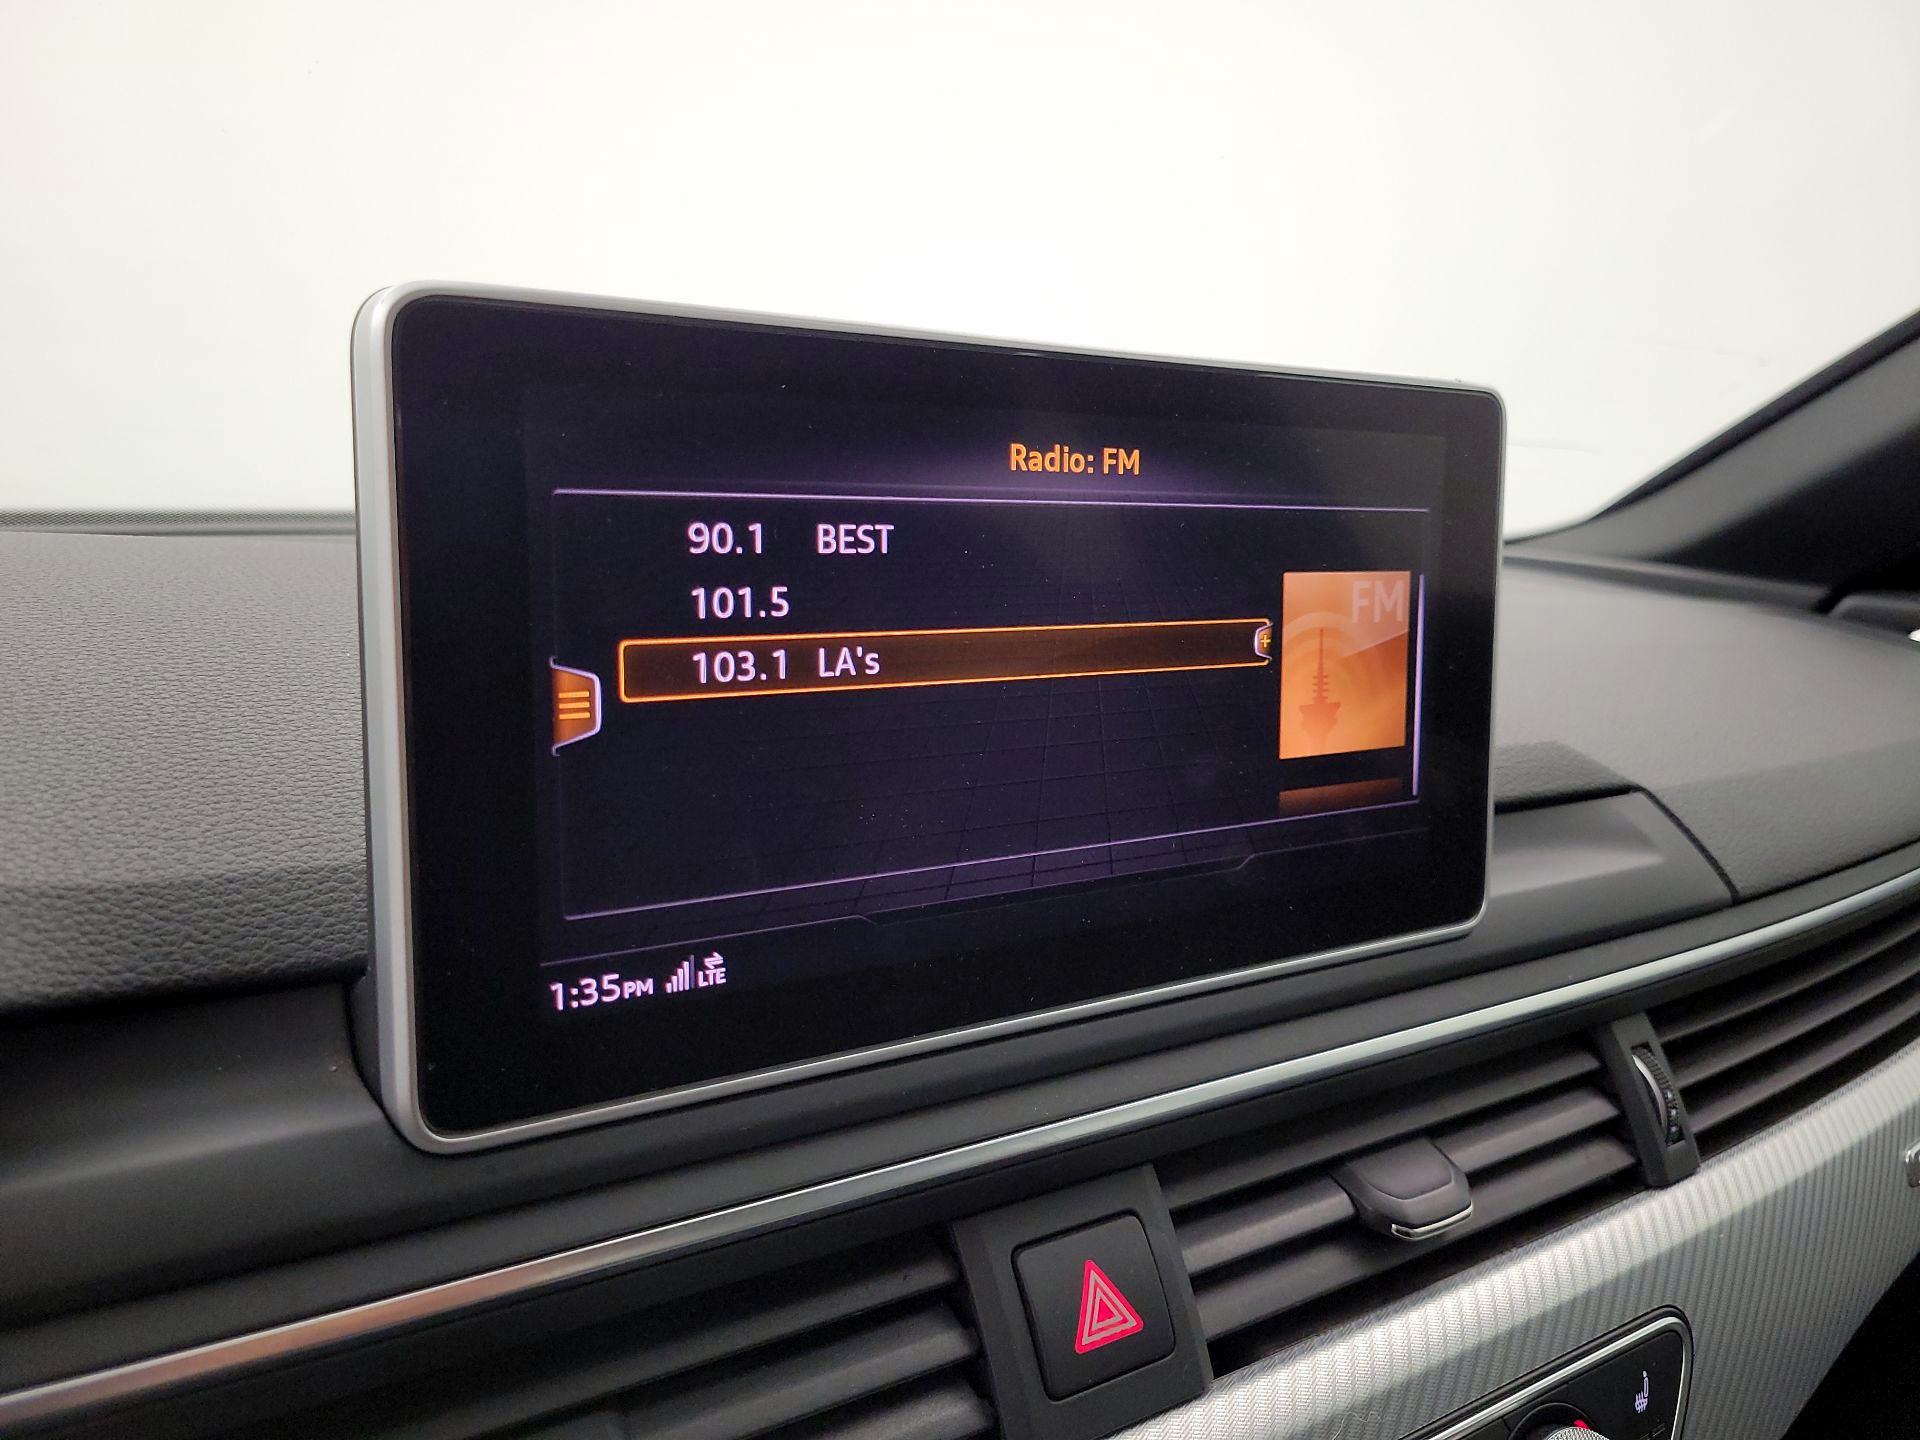 Radio: FM
90.1 BEST
101.5
103.1 LA's
FM
1:35PM LTE